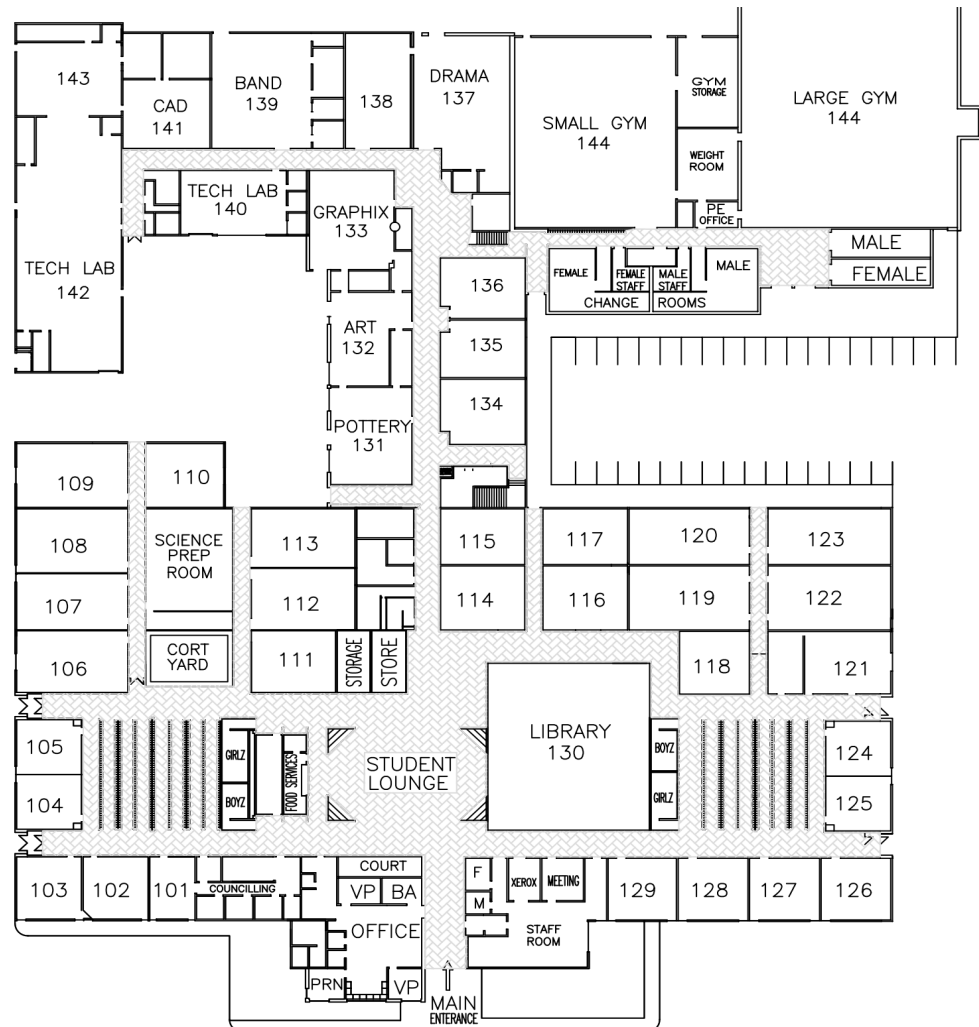 143
CAD
141
BAND
139
138
DRAMA
137
SMALL GYM
144
GYM
STORAGE
WEIGHT
ROOM
PE
OFFICE
LARGE GYM
144
TECH LAB
140
GRAPHIX
133
TECH LAB
142
FEMALE
FEMALE
STAFF
MALE
STAFF
MALE
CHANGE
ROOMS
MALE
FEMALE
136
135
134
ART
132
POTTERY
131
109
110
108
SCIENCE
PREP
ROOM
113
115
117
120
123
107
112
114
116
119
122
106
CORT
YARD
111
STORAGE
STORE
118
121
105
104
GIRLZ
BOYZ
FOOD SERVICES
STUDENT
LOUNGE
LIBRARY
130
BOYZ
GIRLZ
124
125
103
102
101
COUNCILLING
COURT
VP
BA
OFFICE
PRN
VP
F
M
XEROX
MEETING
STAFF
ROOM
129
128
127
126
MAIN
ENTERANCE